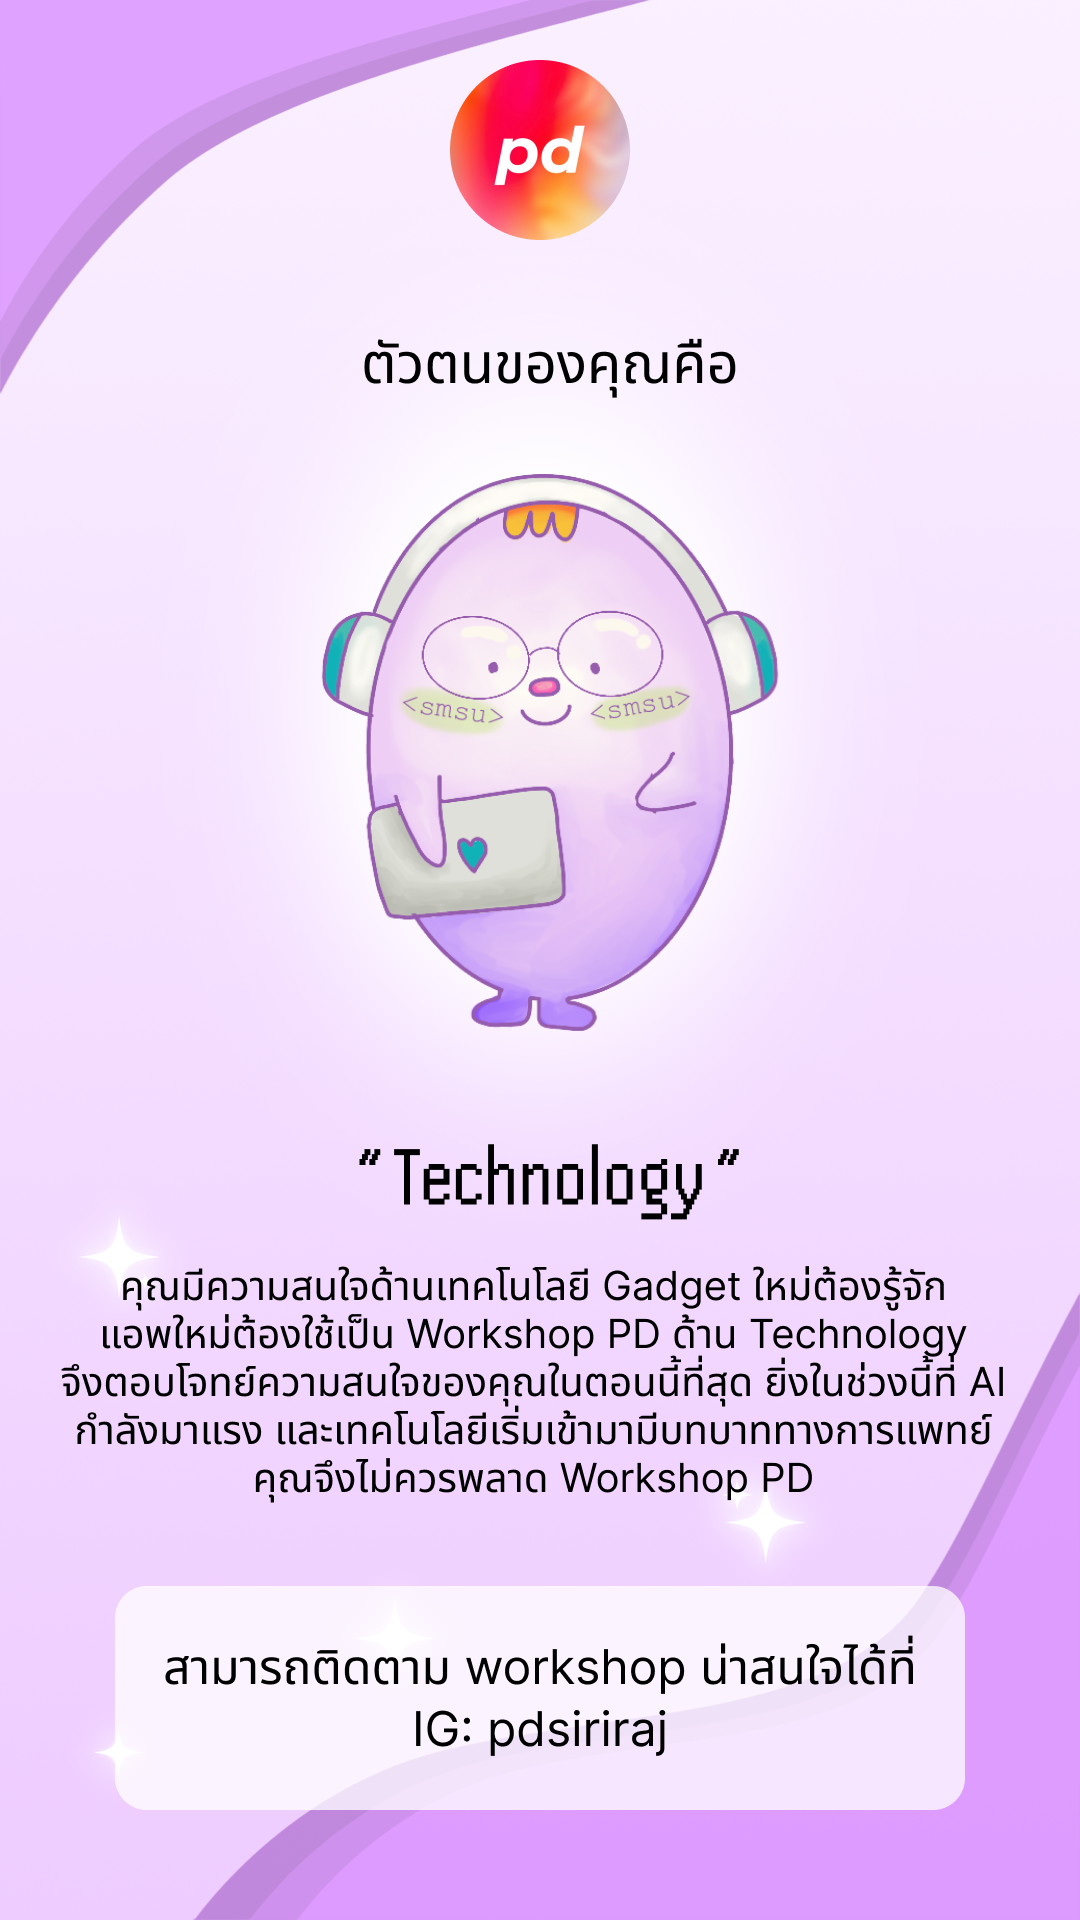 pd
ตัวตนของคุณคือ
<smsu> <smsu>
“Technology”
คุณมีความสนใจด้านเทคโนโลยี Gadget ใหม่ต้องรู้จัก
แอพใหม่ต้องใช้เป็น Workshop PD ด้าน Technology
จึงตอบโจทย์ความสนใจของคุณในตอนนี้ที่สุด ยิ่งในช่วงนี้ที่ AI
กำลังมาแรง และเทคโนโลยีเริ่มเข้ามามีบทบาททางการแพทย์
คุณจึงไม่ควรพลาด Workshop PD
สามารถติดตาม workshop น่าสนใจได้ที่
IG: pdsiriraj